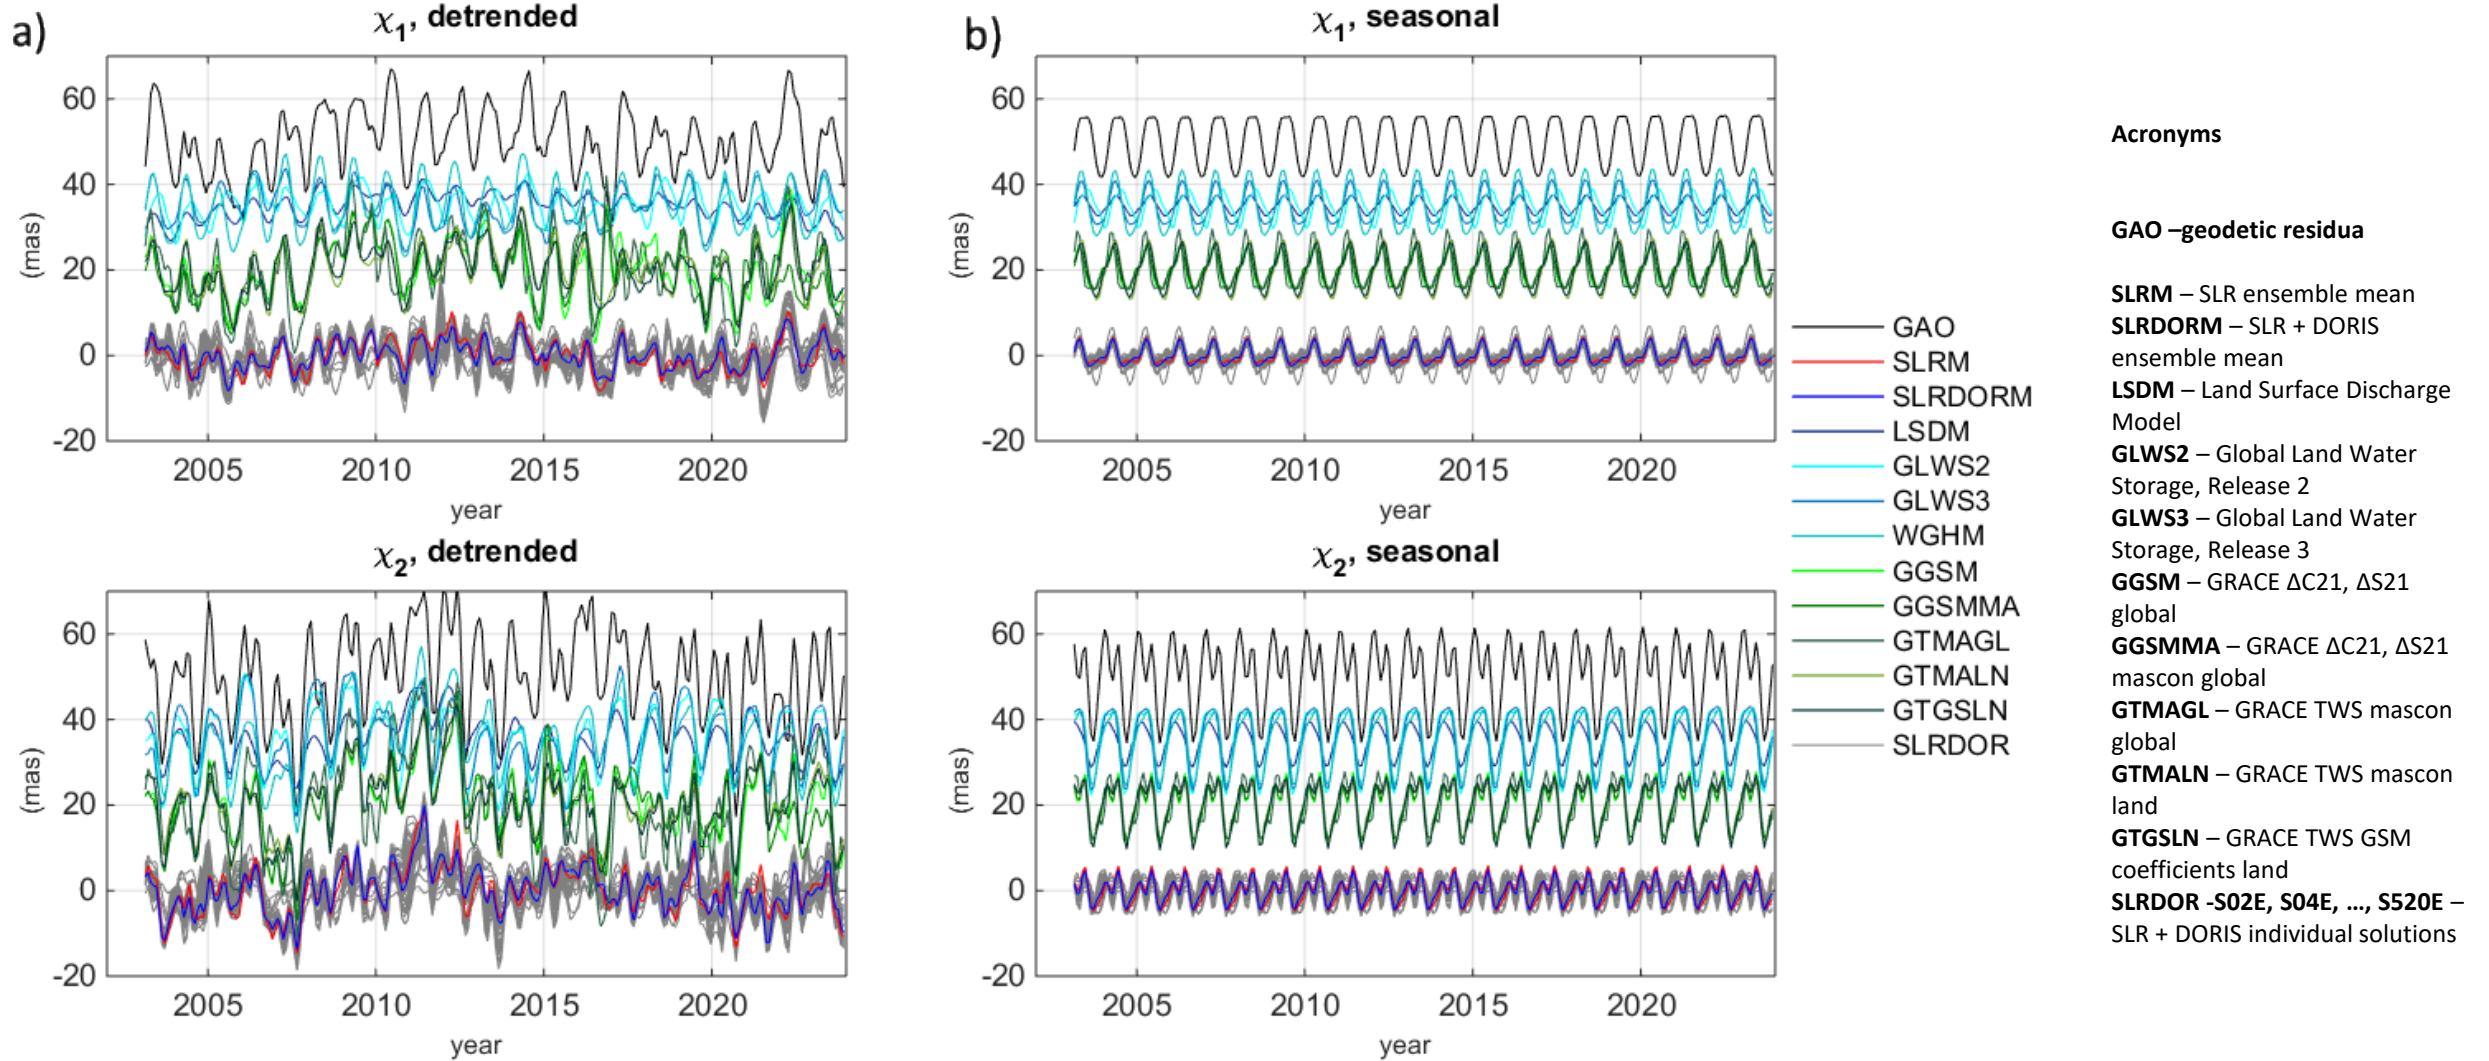 a)
χ1, detrended
60
40
20
0
-20
(mas)
2005 2010 2015 2020
year
χ2, detrended
60
40
20
0
-20
(mas)
2005 2010 2015 2020
year
b)
χ1, seasonal
60
40
20
0
-20
(mas)
2005 2010 2015 2020
year
χ2, seasonal
60
40
20
0
-20
(mas)
2005 2010 2015 2020
year
GAO
SLRM
SLRDORM
LSDM
GLWS2
GLWS3
WGHM
GGSM
GGSMMA
GTMAGL
GTMALN
GTGSLN
SLRDOR
Acronyms
GAO –geodetic residua
SLRM – SLR ensemble mean
SLRDORM – SLR + DORIS
ensemble mean
LSDM – Land Surface Discharge
Model
GLWS2 – Global Land Water
Storage, Release 2
GLWS3 – Global Land Water
Storage, Release 3
GGSM – GRACE ΔC21, ΔS21
global
GGSMMA – GRACE ΔC21, ΔS21
mascon global
GTMAGL – GRACE TWS mascon
global
GTMALN – GRACE TWS mascon
land
GTGSLN – GRACE TWS GSM
coefficients land
SLRDOR -S02E, S04E, …, S520E –
SLR + DORIS individual solutions